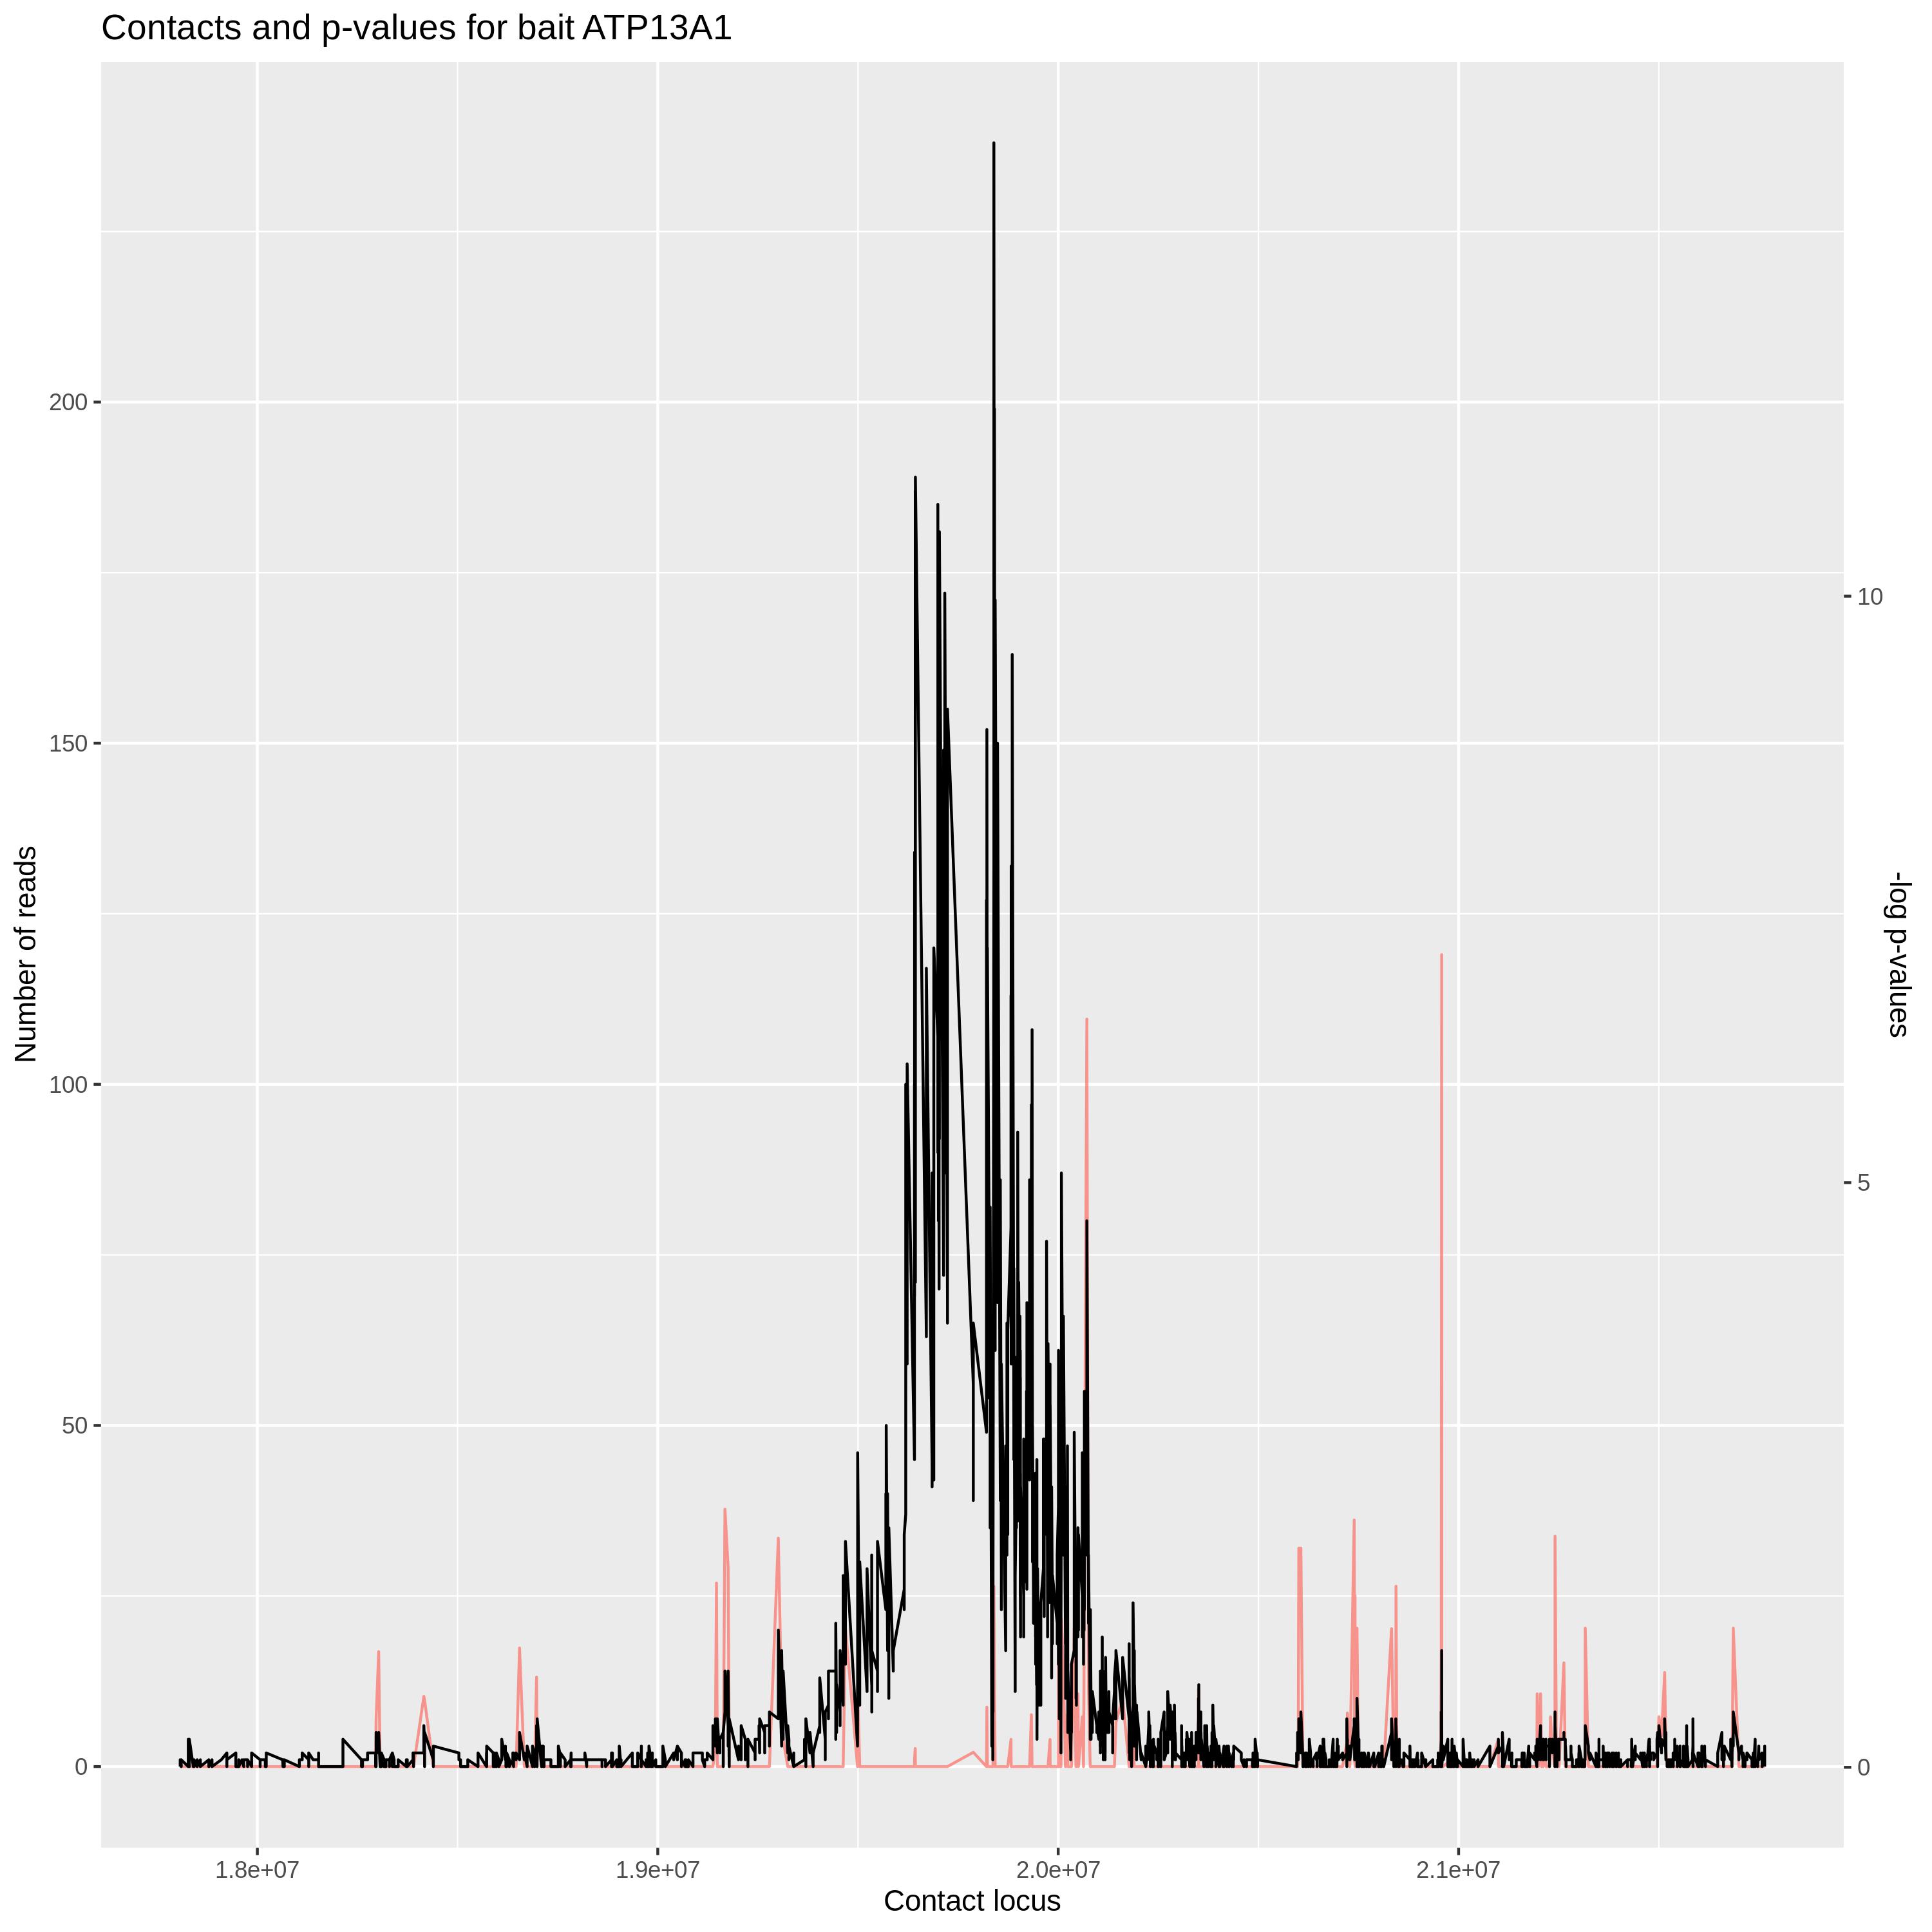 Contacts and p-values for bait ATP13A1
Number of reads
200
150
100
50
0
10
5
0
-log p-values
1.8e+07
1.9e+07
2.0e+07
2.1e+07
Contact locus